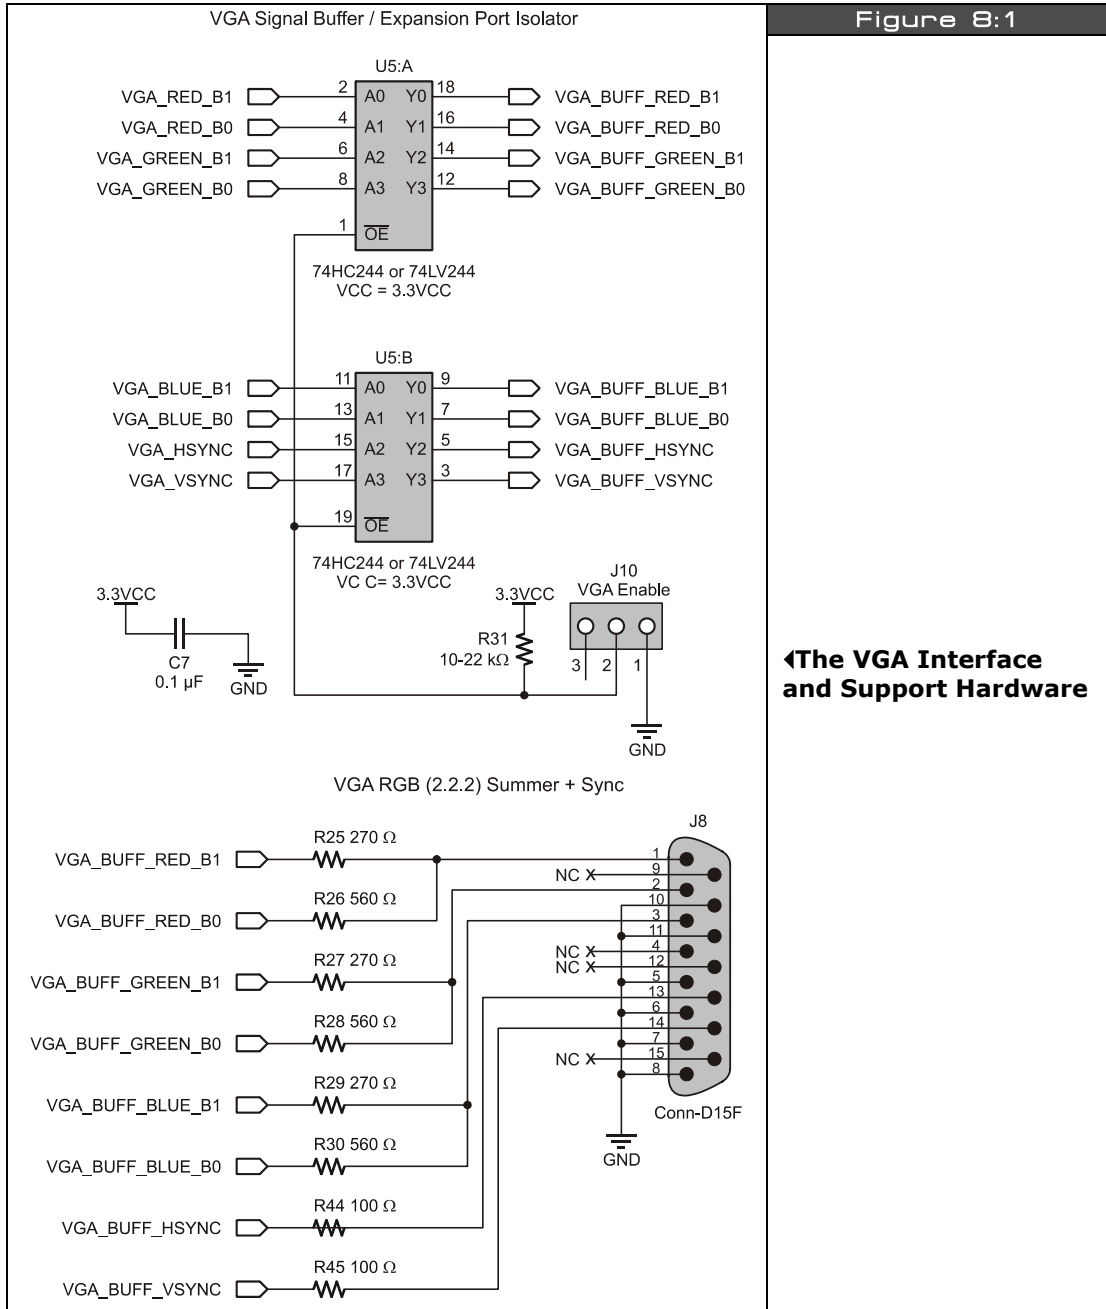 VGA Signal Buffer / Expansion Port Isolator
Figure 8:1
U5:A
VGA_RED_B1 2 A0 Y0 18 VGA_BUFF_RED_B1
VGA_RED_B0 4 A1 Y1 16 VGA_BUFF_RED_B0
VGA_GREEN_B1 6 A2 Y2 14 VGA_BUFF_GREEN_B1
VGA_GREEN_B0 8 A3 Y3 12 VGA_BUFF_GREEN_B0
1 OE
74HC244 or 74LV244
VCC = 3.3VCC
U5:B
VGA_BLUE_B1 11 A0 Y0 9 VGA_BUFF_BLUE_B1
VGA_BLUE_B0 13 A1 Y1 7 VGA_BUFF_BLUE_B0
VGA_HSYNC 15 A2 Y2 5 VGA_BUFF_HSYNC
VGA_VSYNC 17 A3 Y3 3 VGA_BUFF_VSYNC
19 OE
74HC244 or 74LV244
VC C= 3.3VCC
3.3VCC
C7
0.1 µF
GND
3.3VCC
R31
10-22 kΩ
J10
VGA Enable
3 2 1
GND
The VGA Interface
and Support Hardware
VGA RGB (2.2.2) Summer + Sync
J8
VGA_BUFF_RED_B1 R25 270 Ω
VGA_BUFF_RED_B0 R26 560 Ω
VGA_BUFF_GREEN_B1 R27 270 Ω
VGA_BUFF_GREEN_B0 R28 560 Ω
VGA_BUFF_BLUE_B1 R29 270 Ω
VGA_BUFF_BLUE_B0 R30 560 Ω
VGA_BUFF_HSYNC R44 100 Ω
VGA_BUFF_VSYNC R45 100 Ω
1
NC X 9
2
10
3
11
NC X 4
NC X 12
5
13
6
14
7
NC X 15
8
Conn-D15F
GND